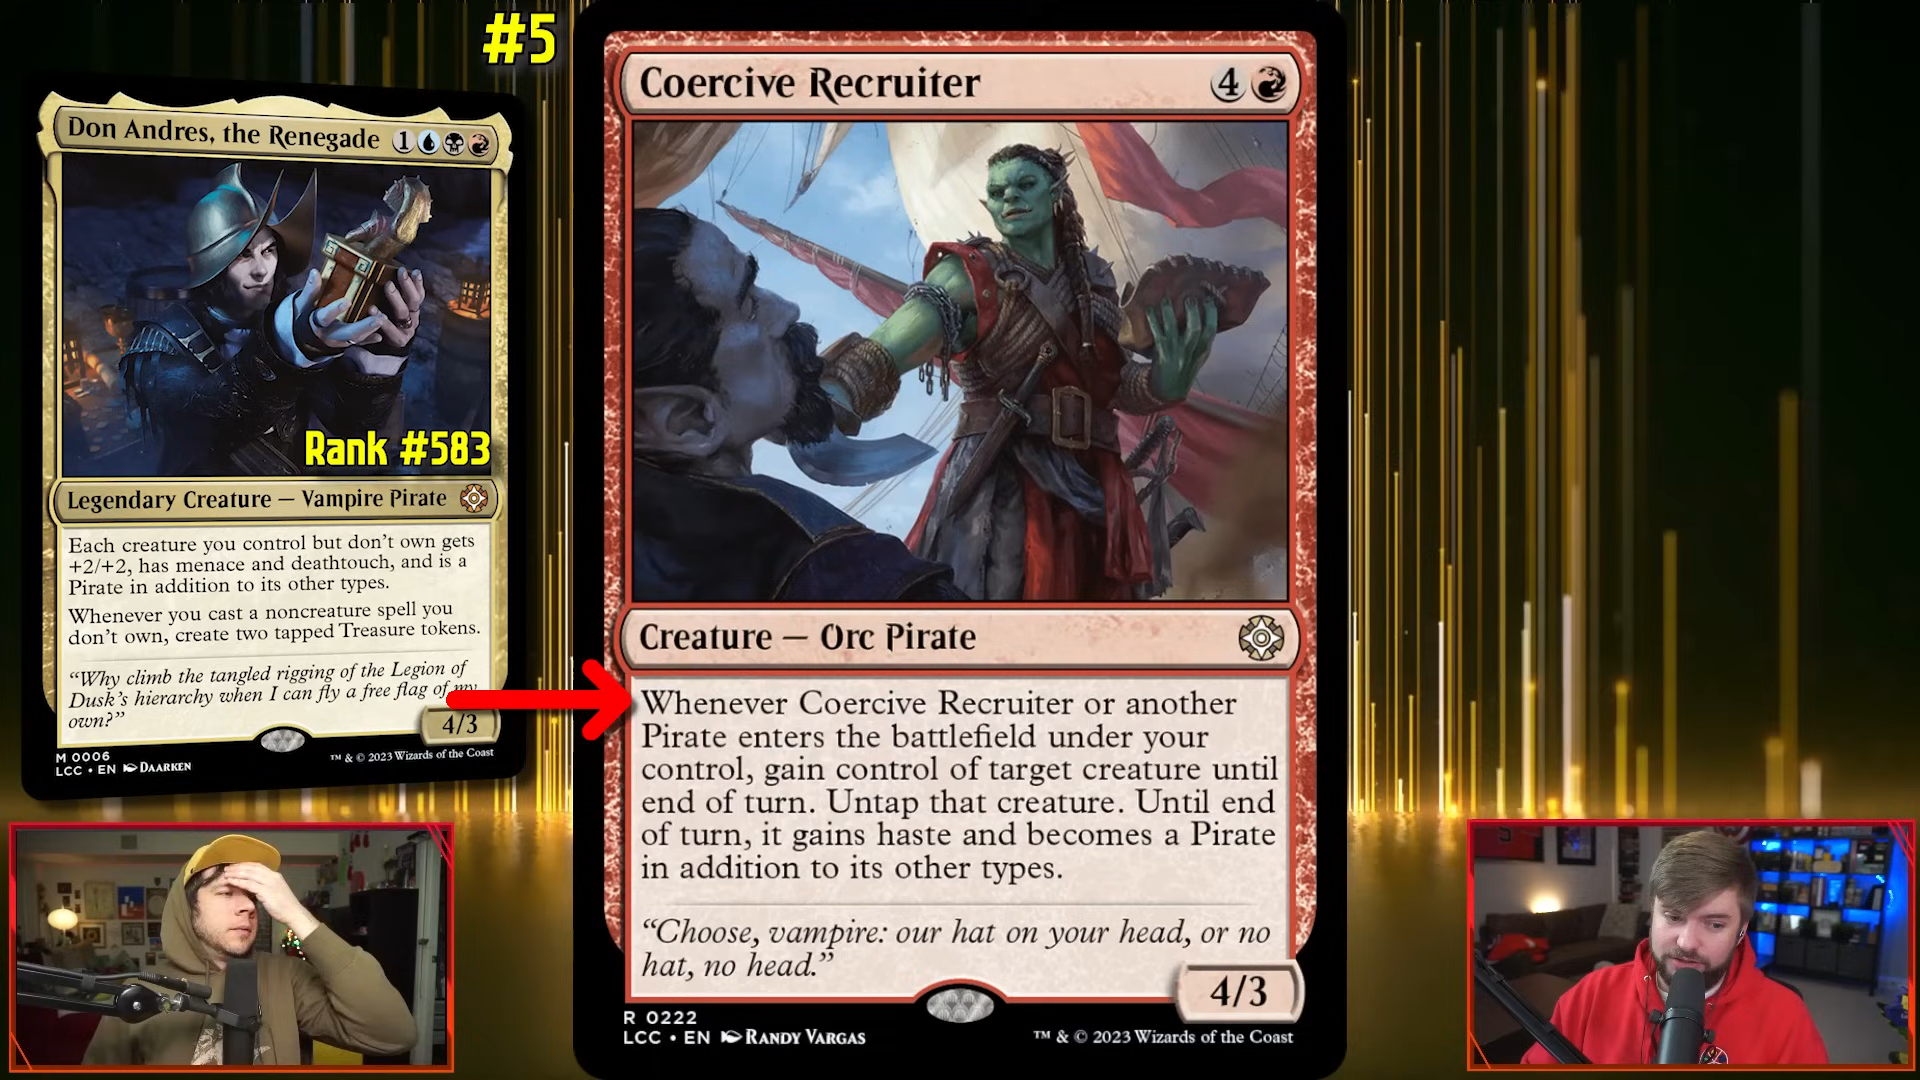 #5
Don Andres, the Renegade 1
Rank #583
Legendary Creature — Vampire Pirate
Each creature you control but don't own gets
+2/+2, has menace and deathtouch, and is a
Pirate in addition to its other types.
Whenever you cast a noncreature spell you
don't own, create two tapped Treasure tokens.
“Why climb the tangled rigging of the Legion of
Dusk's hierarchy when I can fly a free flag of my
own?”
4/3
M 0006
LCC • EN DAARKEN
™ & © 2023 Wizards of the Coast
Coercive Recruiter 4
Creature — Orc Pirate
Whenever Coercive Recruiter or another
Pirate enters the battlefield under your
control, gain control of target creature until
end of turn. Untap that creature. Until end
of turn, it gains haste and becomes a Pirate
in addition to its other types.
“Choose, vampire: our hat on your head, or no
hat, no head.”
4/3
R 0222
LCC • EN RANDY VARGAS
™ & © 2023 Wizards of the Coast